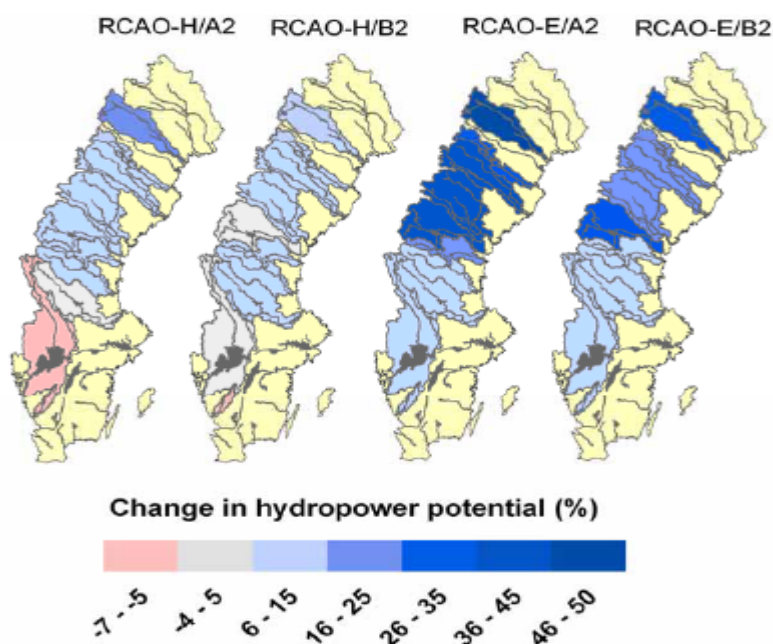 RCAO-H/A2 RCAO-H/B2 RCAO-E/A2 RCAO-E/B2
Change in hydropower potential (%)
-7 - -5 -4 - 5 6 - 15 16 - 25 26 - 35 36 - 45 46 - 50